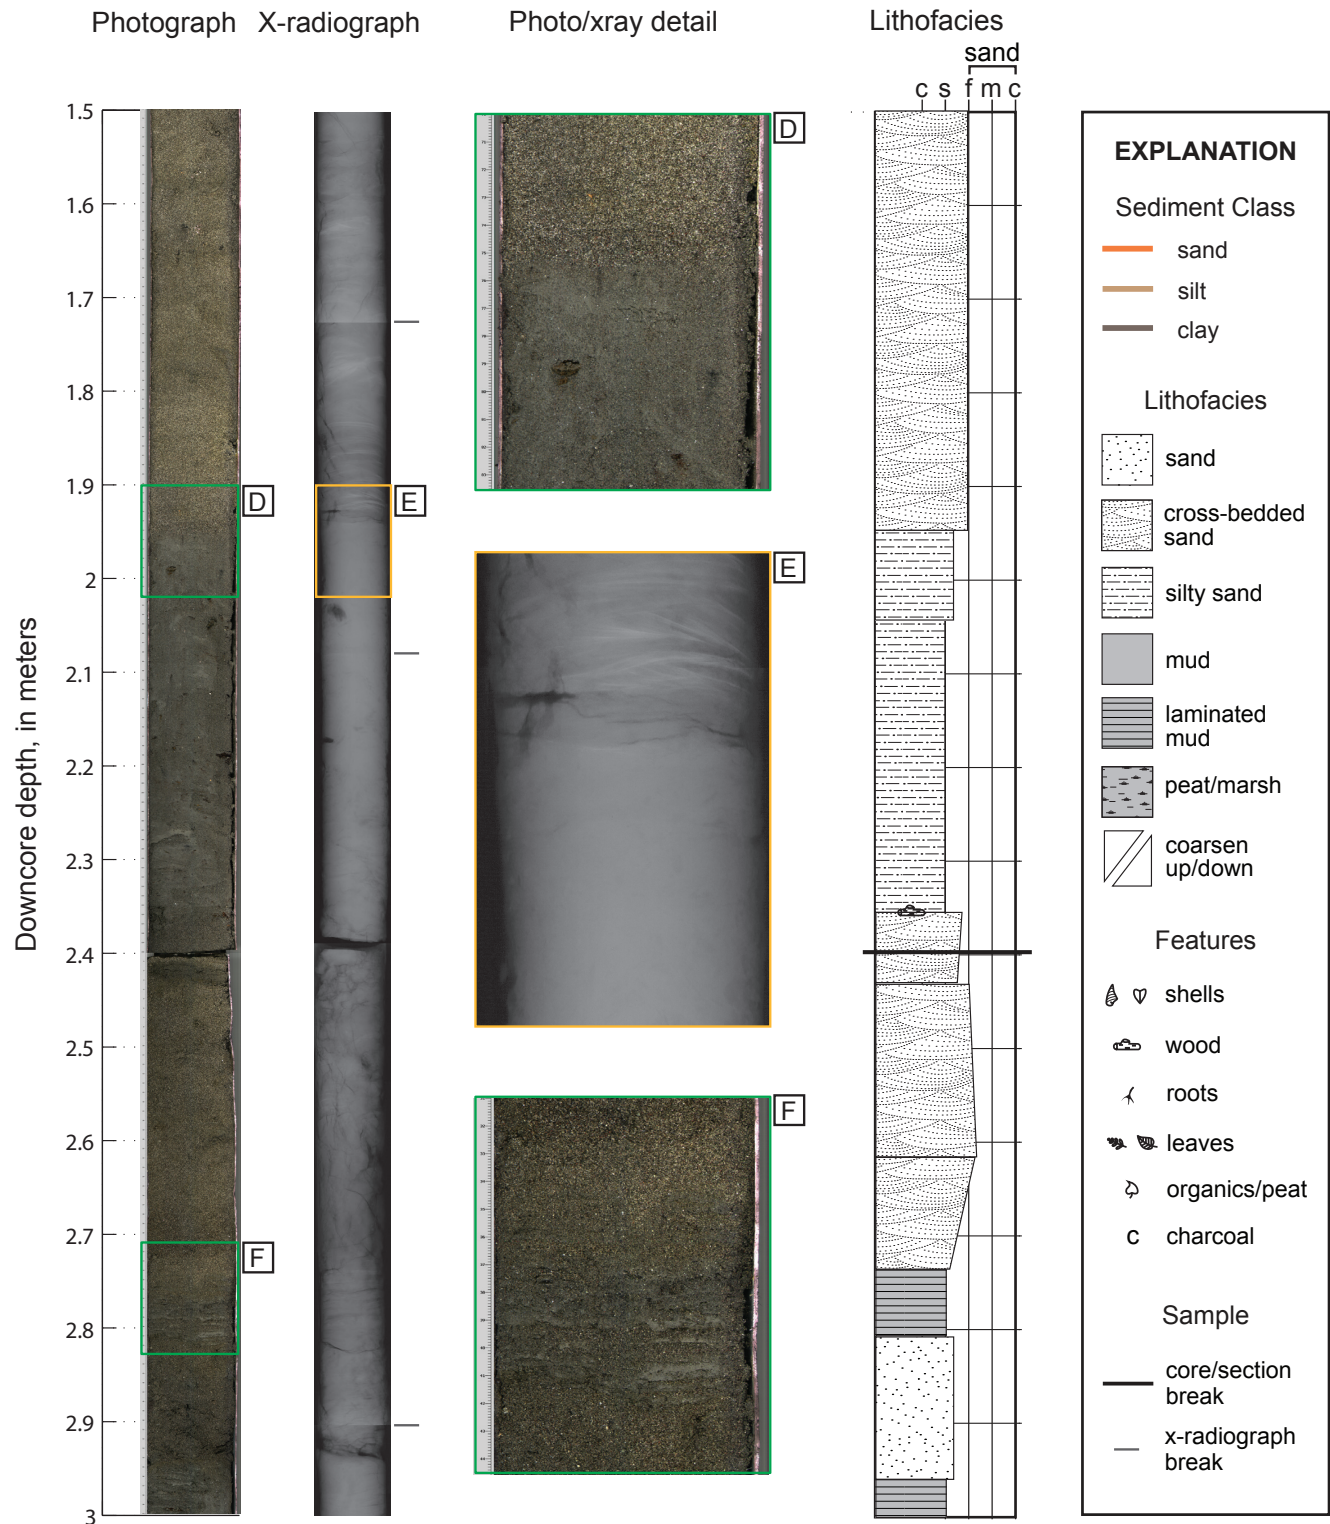 Photograph X-radiograph Photo/xray detail Lithofacies
sand
c s f m c
Downcore depth, in meters
1.5
1.6
1.7
1.8
1.9
2
2.1
2.2
2.3
2.4
2.5
2.6
2.7
2.8
2.9
3
D
E
F
D
E
F
EXPLANATION
Sediment Class
sand
silt
clay
Lithofacies
sand
cross-bedded
sand
silty sand
mud
laminated
mud
peat/marsh
coarsen
up/down
Features
shells
wood
roots
leaves
organics/peat
c charcoal
Sample
core/section
break
x-radiograph
break